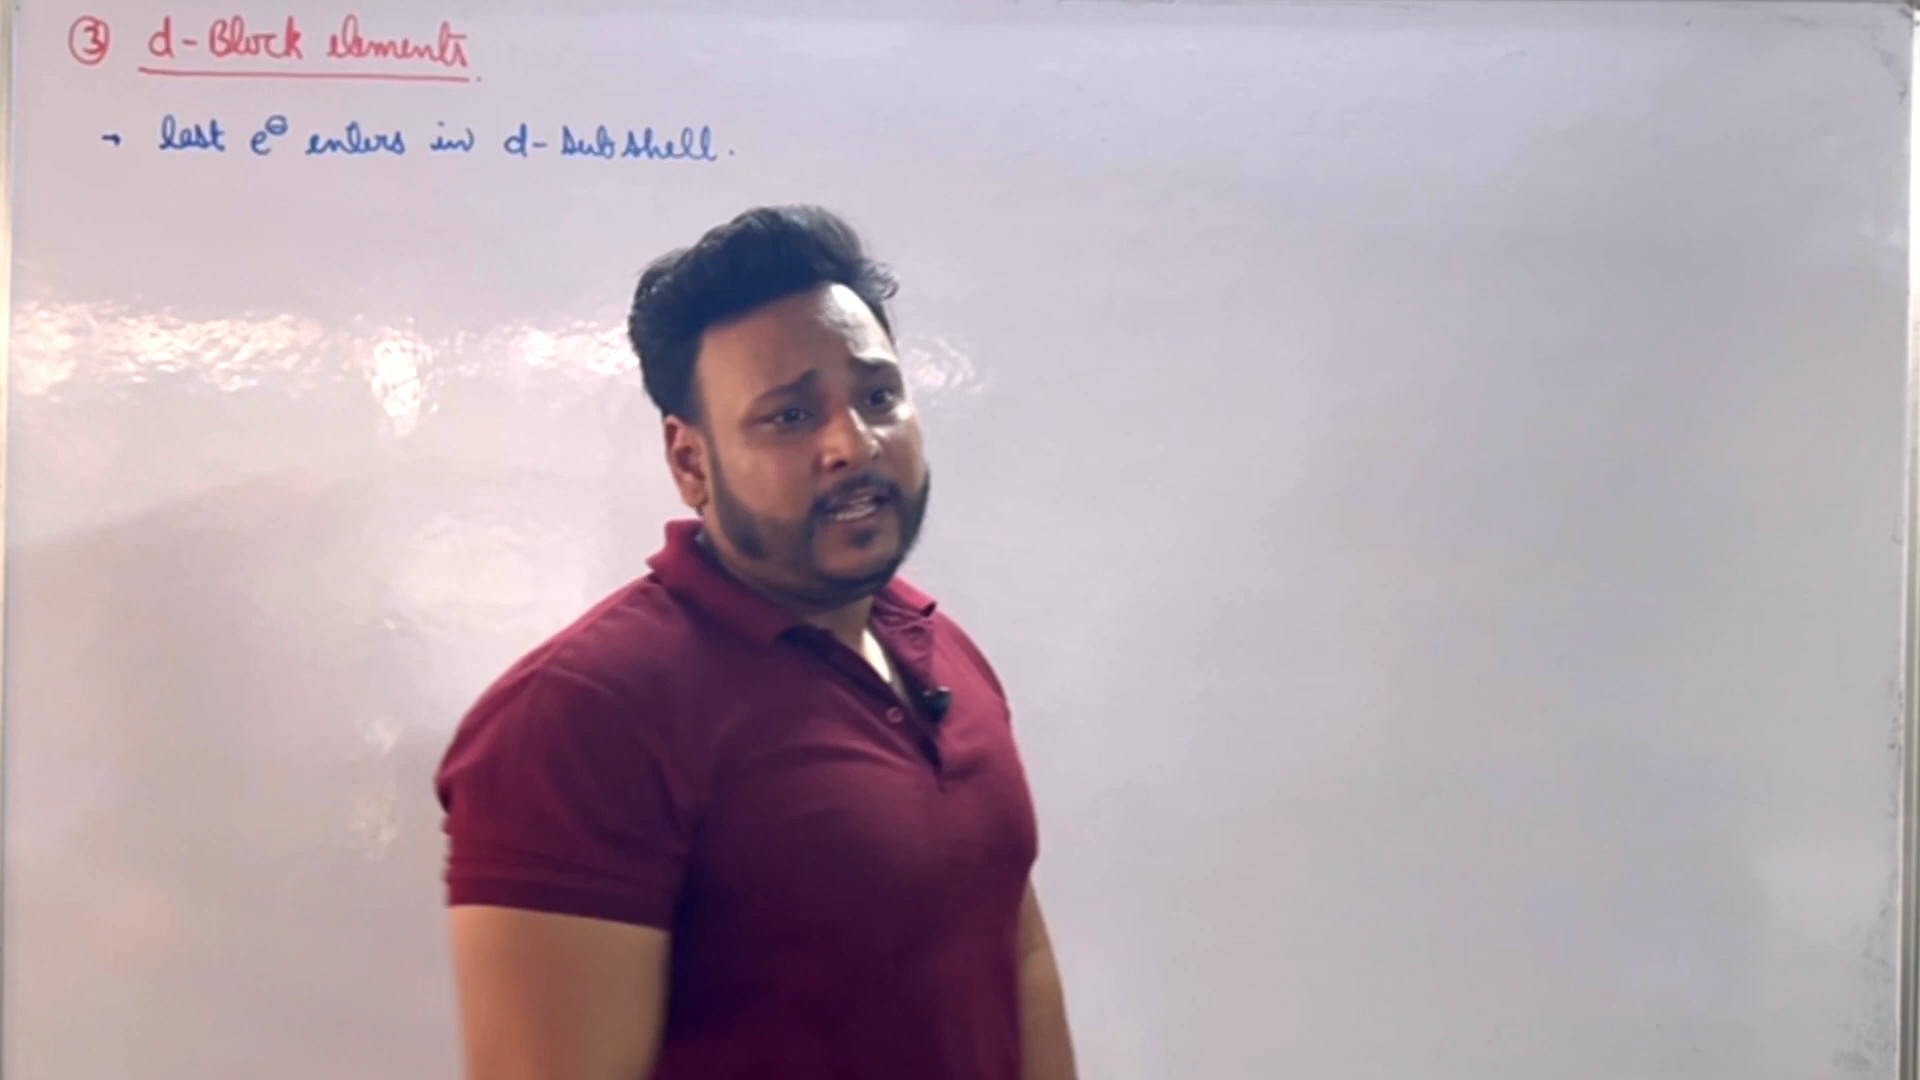 ③ d-Block elements.
→ last e⊖ enters in d-subshell.